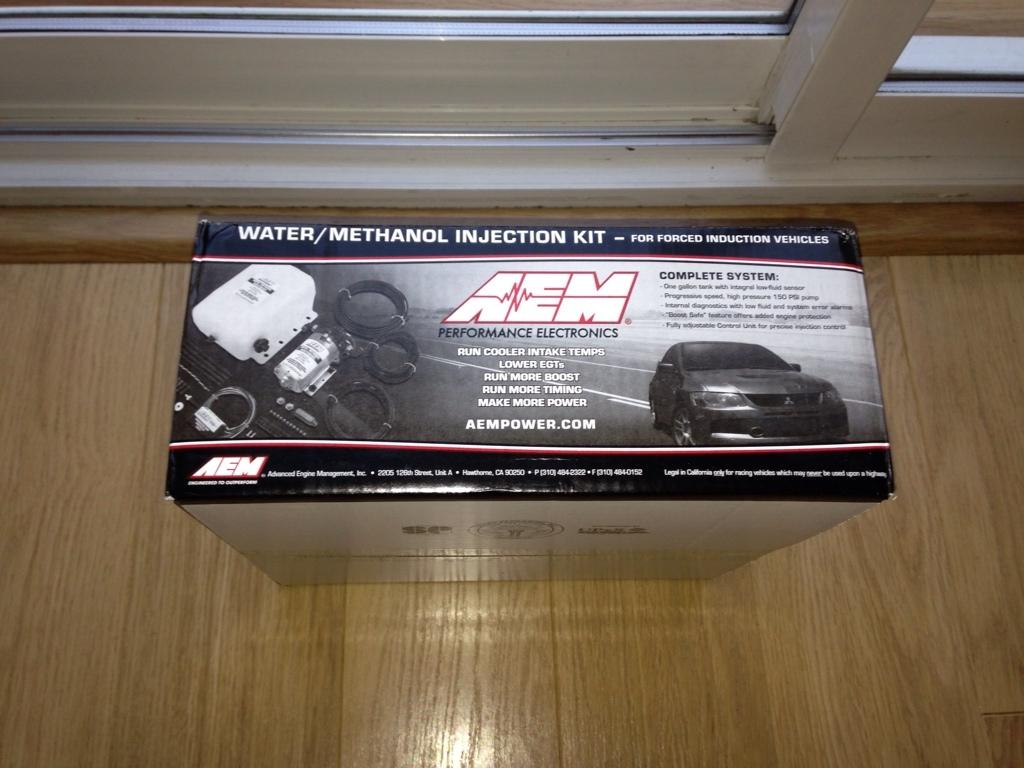 WATER/METHANOL INJECTION KIT – FOR FORCED INDUCTION VEHICLES
AEM®
PERFORMANCE ELECTRONICS
RUN COOLER INTAKE TEMPS
LOWER EGTs
RUN MORE BOOST
RUN MORE TIMING
MAKE MORE POWER
AEMPOWER.COM
COMPLETE SYSTEM:
- One gallon tank with integral low-fluid sensor
- Progressive speed, high pressure 150 PSI pump
- Internal diagnostics with low fluid and system error alarms
- "Boost Safe" feature offers added engine protection
- Fully adjustable Control Unit for precise injection control
AEM
AEM®
ENGINEERED TO OUTPERFORM
Advanced Engine Management, Inc. • 2205 126th Street, Unit A • Hawthorne, CA 90250 • P (310) 484-2322 • F (310) 484-0152
Legal in California only for racing vehicles which may never be used upon a highway